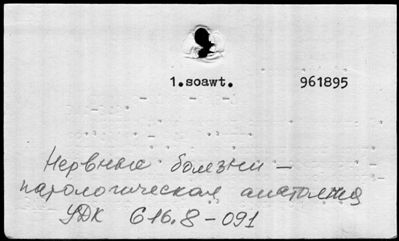 1.soawt. 961895
Нервные болезни –
патологическая анатомия
УДК 616.8-091